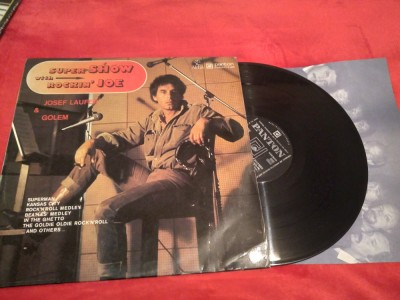 SUPER SHOW
WITH ROCKIN' JOE
panton
JOSEF LAUFER
&
GOLEM
SUPERMAN
KANSAS CITY
ROCK'N'ROLL MEDLEY
BEATLES' MEDLEY
IN THE GHETTO
THE GOLDIE OLDIE ROCK'N'ROLL
AND OTHERS...
PANTON